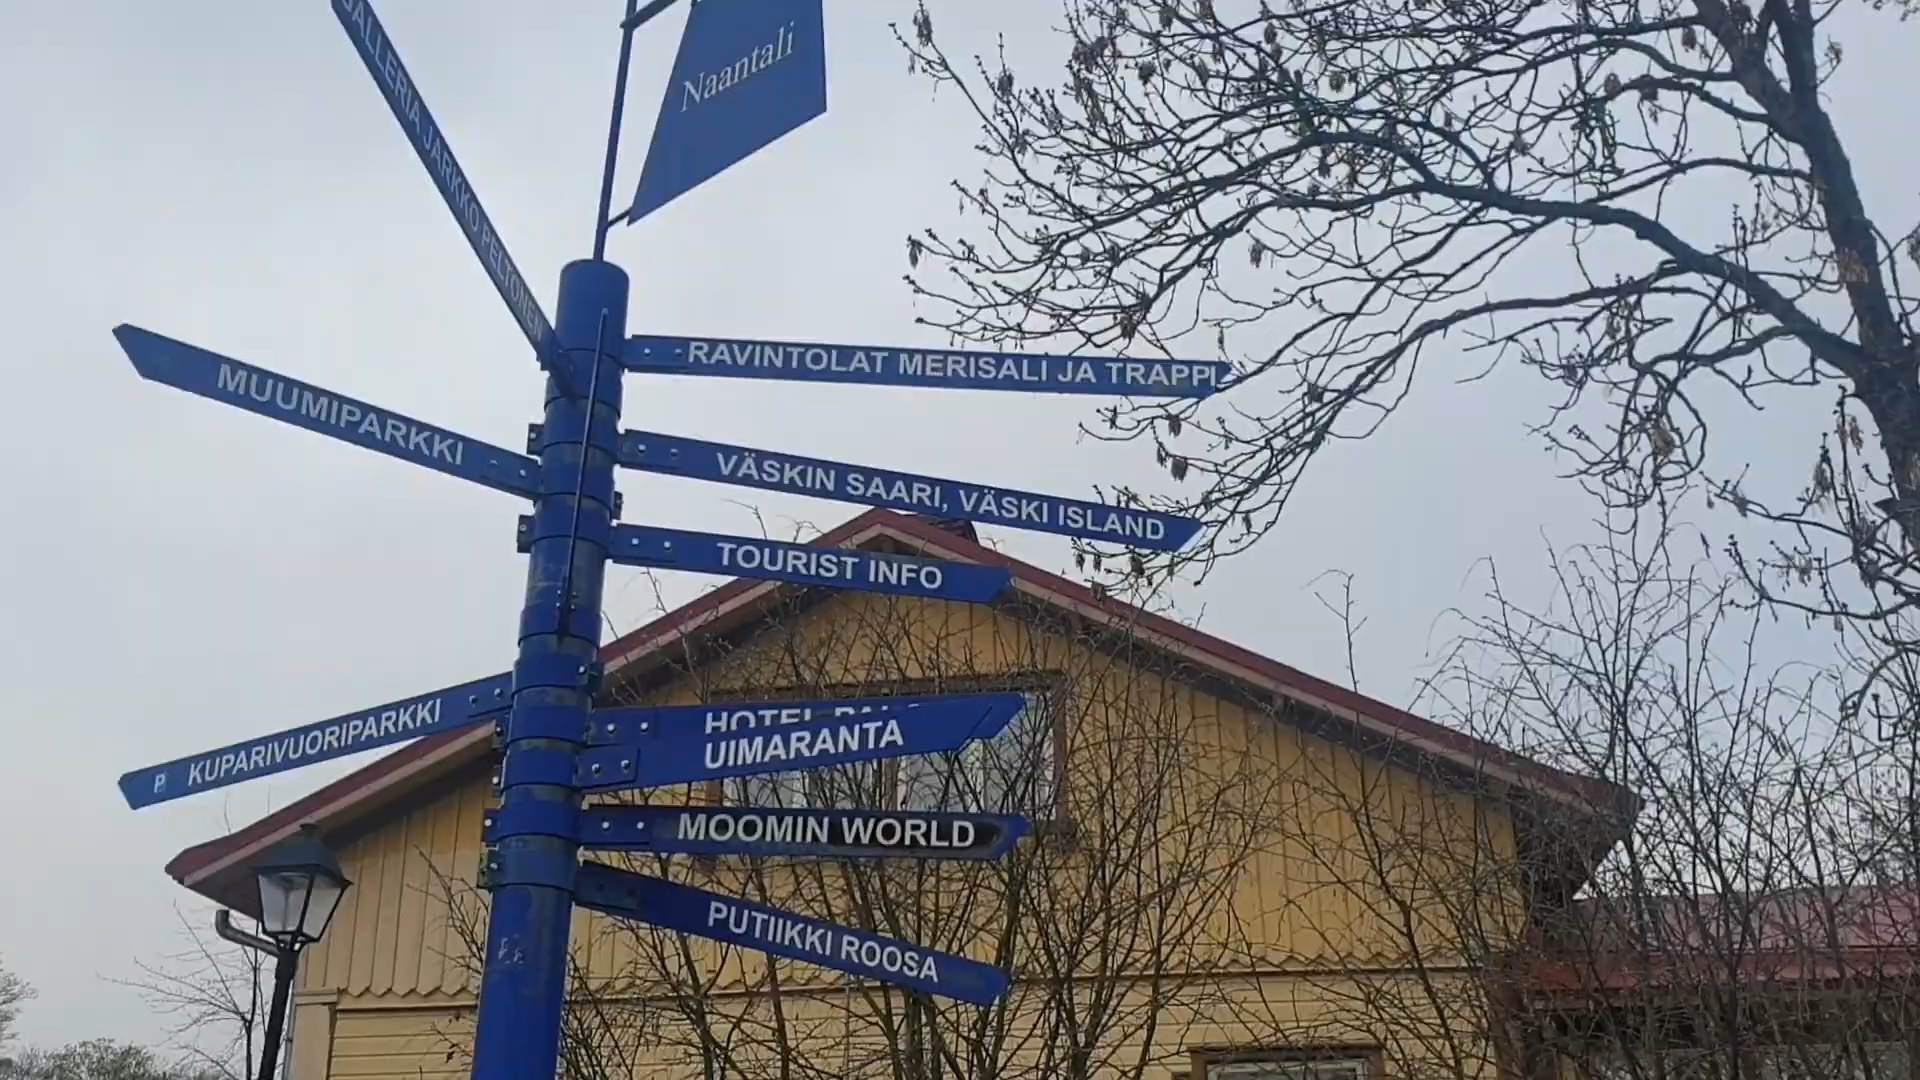 Naantali
GALLERIA JARKKO PELTONEN
RAVINTOLAT MERISALI JA TRAPPI
MUUMIPARKKI
VÄSKIN SAARI, VÄSKI ISLAND
TOURIST INFO
P KUPARIVUORIPARKKI
HOTEL
UIMARANTA
MOOMIN WORLD
PUTIIKKI ROOSA